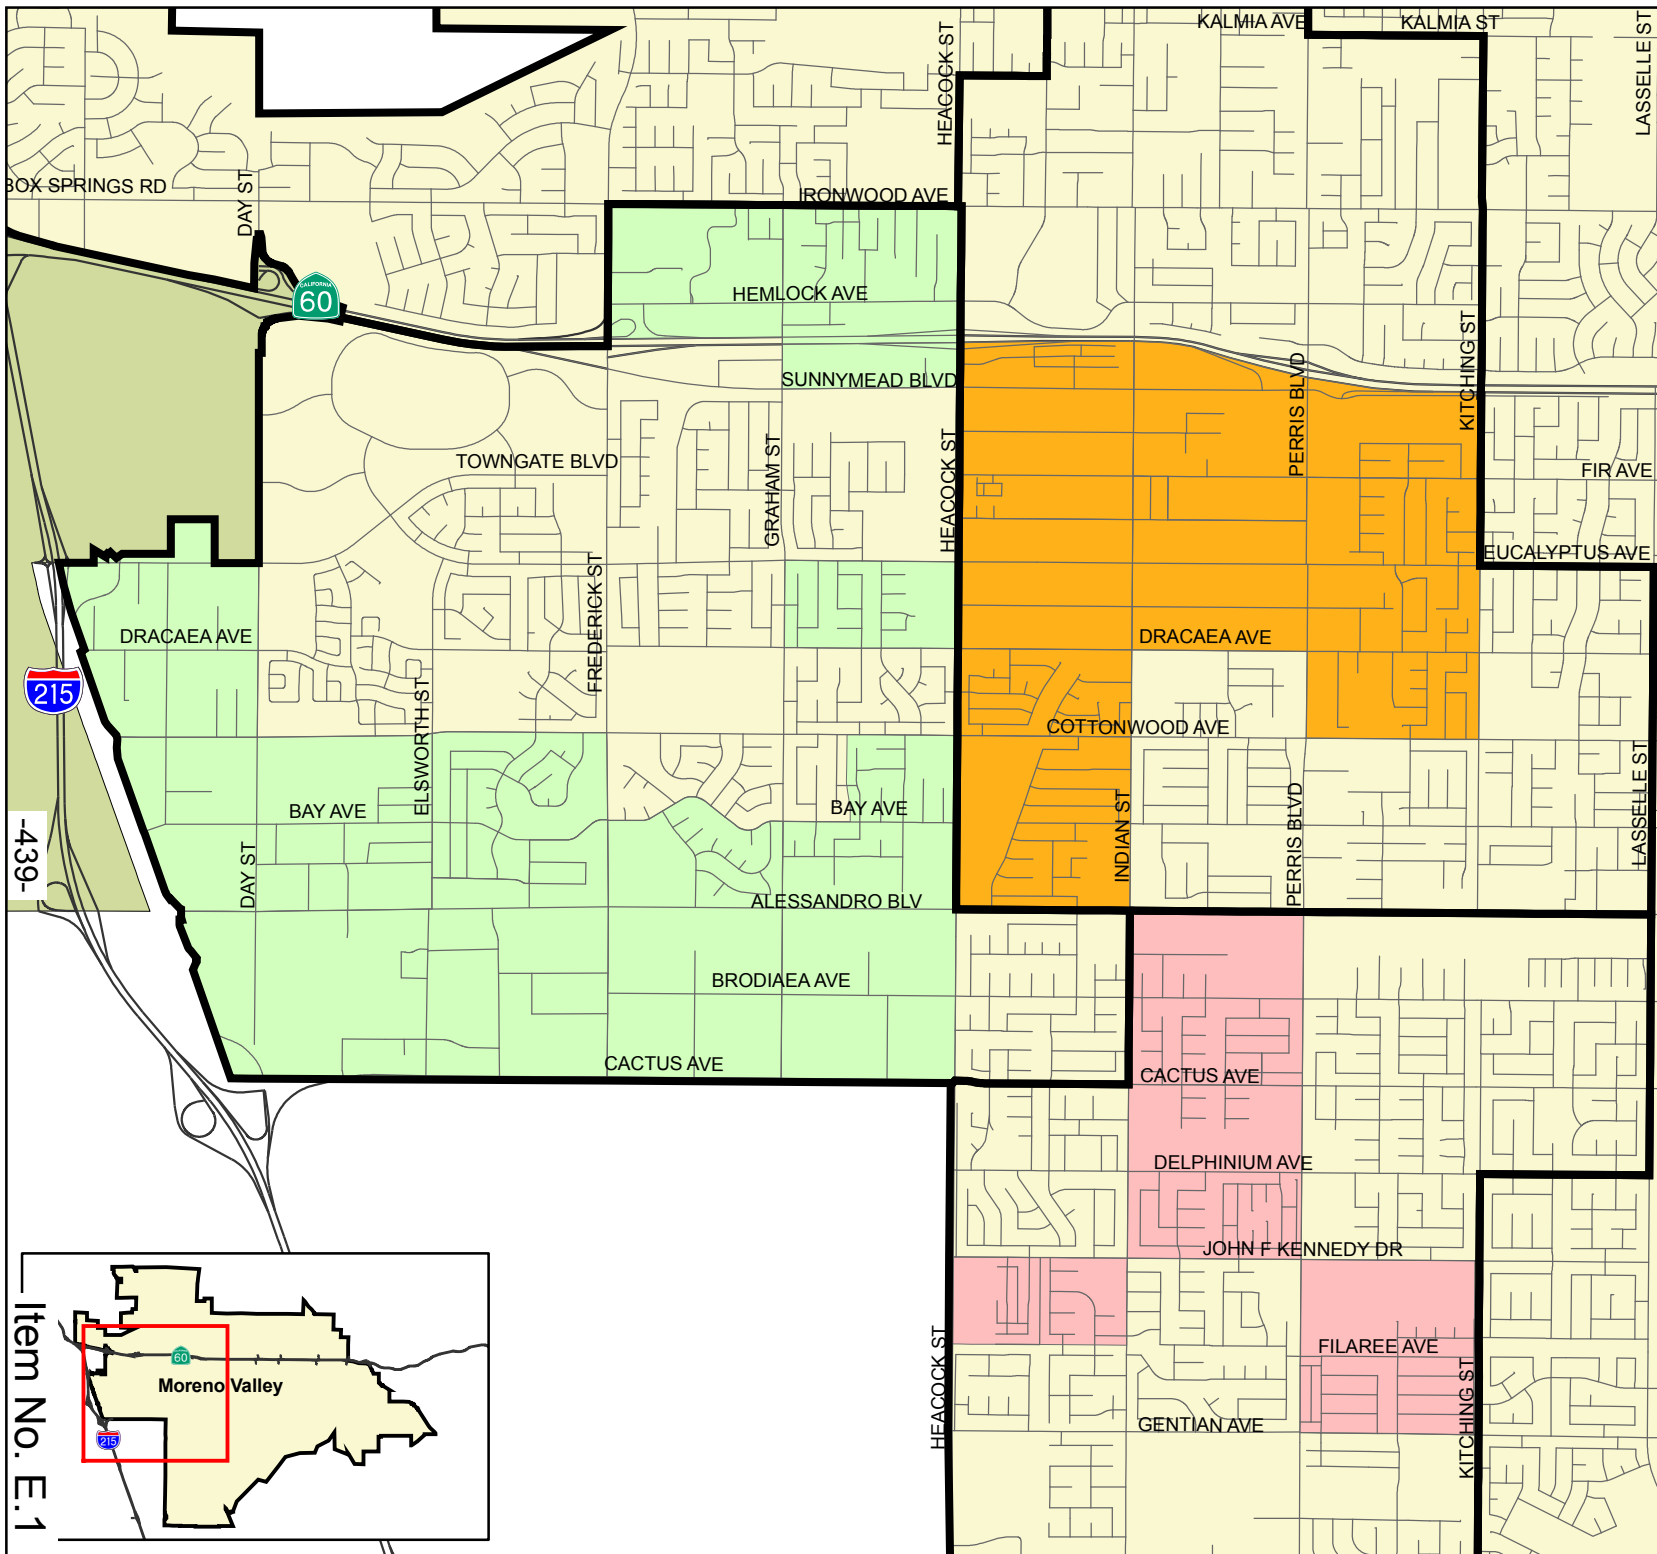 KALMIA AVE
KALMIA ST
HEACOCK ST
LASSELLE ST
BOX SPRINGS RD
DAY ST
IRONWOOD AVE
CALIFORNIA
60
HEMLOCK AVE
SUNNYMEAD BLVD
PERRIS BLVD
KITCHING ST
TOWNGATE BLVD
GRAHAM ST
HEACOCK ST
FIR AVE
EUCALYPTUS AVE
FREDERICK ST
DRACAEA AVE
DRACAEA AVE
215
ELSWORTH ST
COTTONWOOD AVE
BAY AVE
BAY AVE
INDIAN ST
PERRIS BLVD
LASSELLE ST
-439-
DAY ST
ALESSANDRO BLV
BRODIAEA AVE
CACTUS AVE
CACTUS AVE
DELPHINIUM AVE
JOHN F KENNEDY DR
HEACOCK ST
FILAREE AVE
KITCHING ST
GENTIAN AVE
60
Moreno Valley
215
Item No. E.1